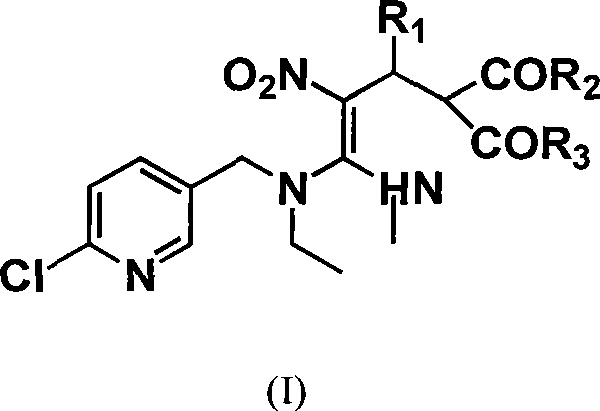 R₁
O₂N
COR₂
COR₃
N
HN
Cl
N
(I)